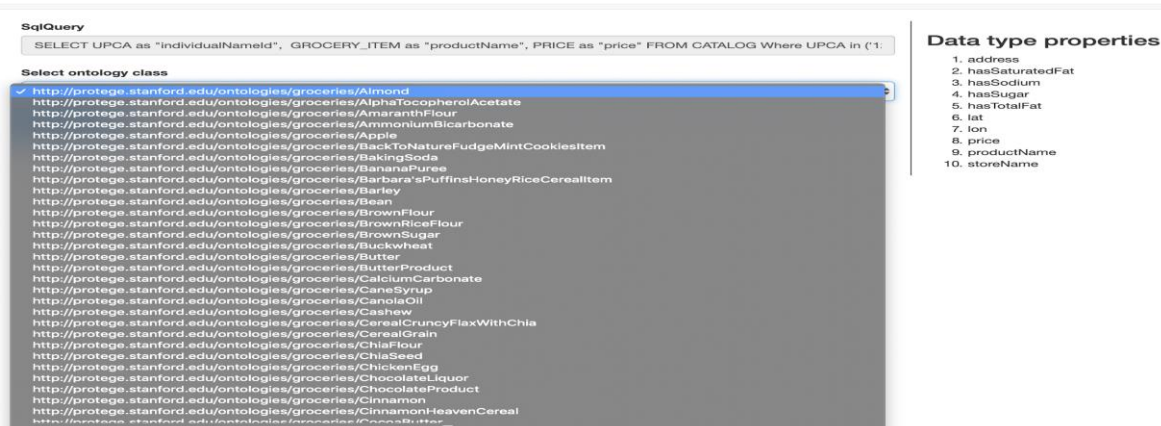 SqlQuery
SELECT UPCA as "individualNameId", GROCERY_ITEM as "productName", PRICE as "price" FROM CATALOG Where UPCA in ('1:
Select ontology class
✓ http://protege.stanford.edu/ontologies/groceries/Almond
http://protege.stanford.edu/ontologies/groceries/AlphaTocopherolAcetate
http://protege.stanford.edu/ontologies/groceries/AmaranthFlour
http://protege.stanford.edu/ontologies/groceries/AmmoniumBicarbonate
http://protege.stanford.edu/ontologies/groceries/Apple
http://protege.stanford.edu/ontologies/groceries/BackToNatureFudgeMintCookiesItem
http://protege.stanford.edu/ontologies/groceries/BakingSoda
http://protege.stanford.edu/ontologies/groceries/BananaPuree
http://protege.stanford.edu/ontologies/groceries/Barbara'sPuffinsHoneyRiceCerealItem
http://protege.stanford.edu/ontologies/groceries/Barley
http://protege.stanford.edu/ontologies/groceries/Bean
http://protege.stanford.edu/ontologies/groceries/BrownFlour
http://protege.stanford.edu/ontologies/groceries/BrownRiceFlour
http://protege.stanford.edu/ontologies/groceries/BrownSugar
http://protege.stanford.edu/ontologies/groceries/Buckwheat
http://protege.stanford.edu/ontologies/groceries/Butter
http://protege.stanford.edu/ontologies/groceries/ButterProduct
http://protege.stanford.edu/ontologies/groceries/CalciumCarbonate
http://protege.stanford.edu/ontologies/groceries/CaneSyrup
http://protege.stanford.edu/ontologies/groceries/CanolaOil
http://protege.stanford.edu/ontologies/groceries/Cashew
http://protege.stanford.edu/ontologies/groceries/CerealCruncyFlaxWithChia
http://protege.stanford.edu/ontologies/groceries/CerealGrain
http://protege.stanford.edu/ontologies/groceries/ChiaFlour
http://protege.stanford.edu/ontologies/groceries/ChiaSeed
http://protege.stanford.edu/ontologies/groceries/ChickenEgg
http://protege.stanford.edu/ontologies/groceries/ChocolateLiquor
http://protege.stanford.edu/ontologies/groceries/ChocolateProduct
http://protege.stanford.edu/ontologies/groceries/Cinnamon
http://protege.stanford.edu/ontologies/groceries/CinnamonHeavenCereal
http://protege.stanford.edu/ontologies/groceries/CocoaButter
Data type properties
1. address
2. hasSaturatedFat
3. hasSodium
4. hasSugar
5. hasTotalFat
6. lat
7. lon
8. price
9. productName
10. storeName